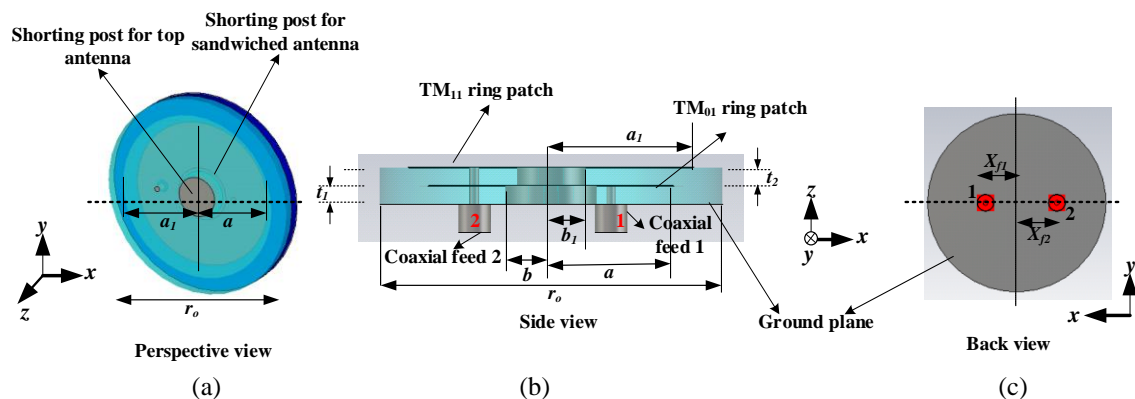 Shorting post for top
antenna
Shorting post for
sandwiched antenna
a₁
a
y
x
z
rₒ
Perspective view
(a)
TM₁₁ ring patch
TM₀₁ ring patch
a₁
t₁
t₂
2
1
b₁
Coaxial feed 2
Coaxial
feed 1
b
a
rₒ
Side view
Ground plane
(b)
z
y
x
X_f1
1
2
X_f2
x
y
Back view
(c)